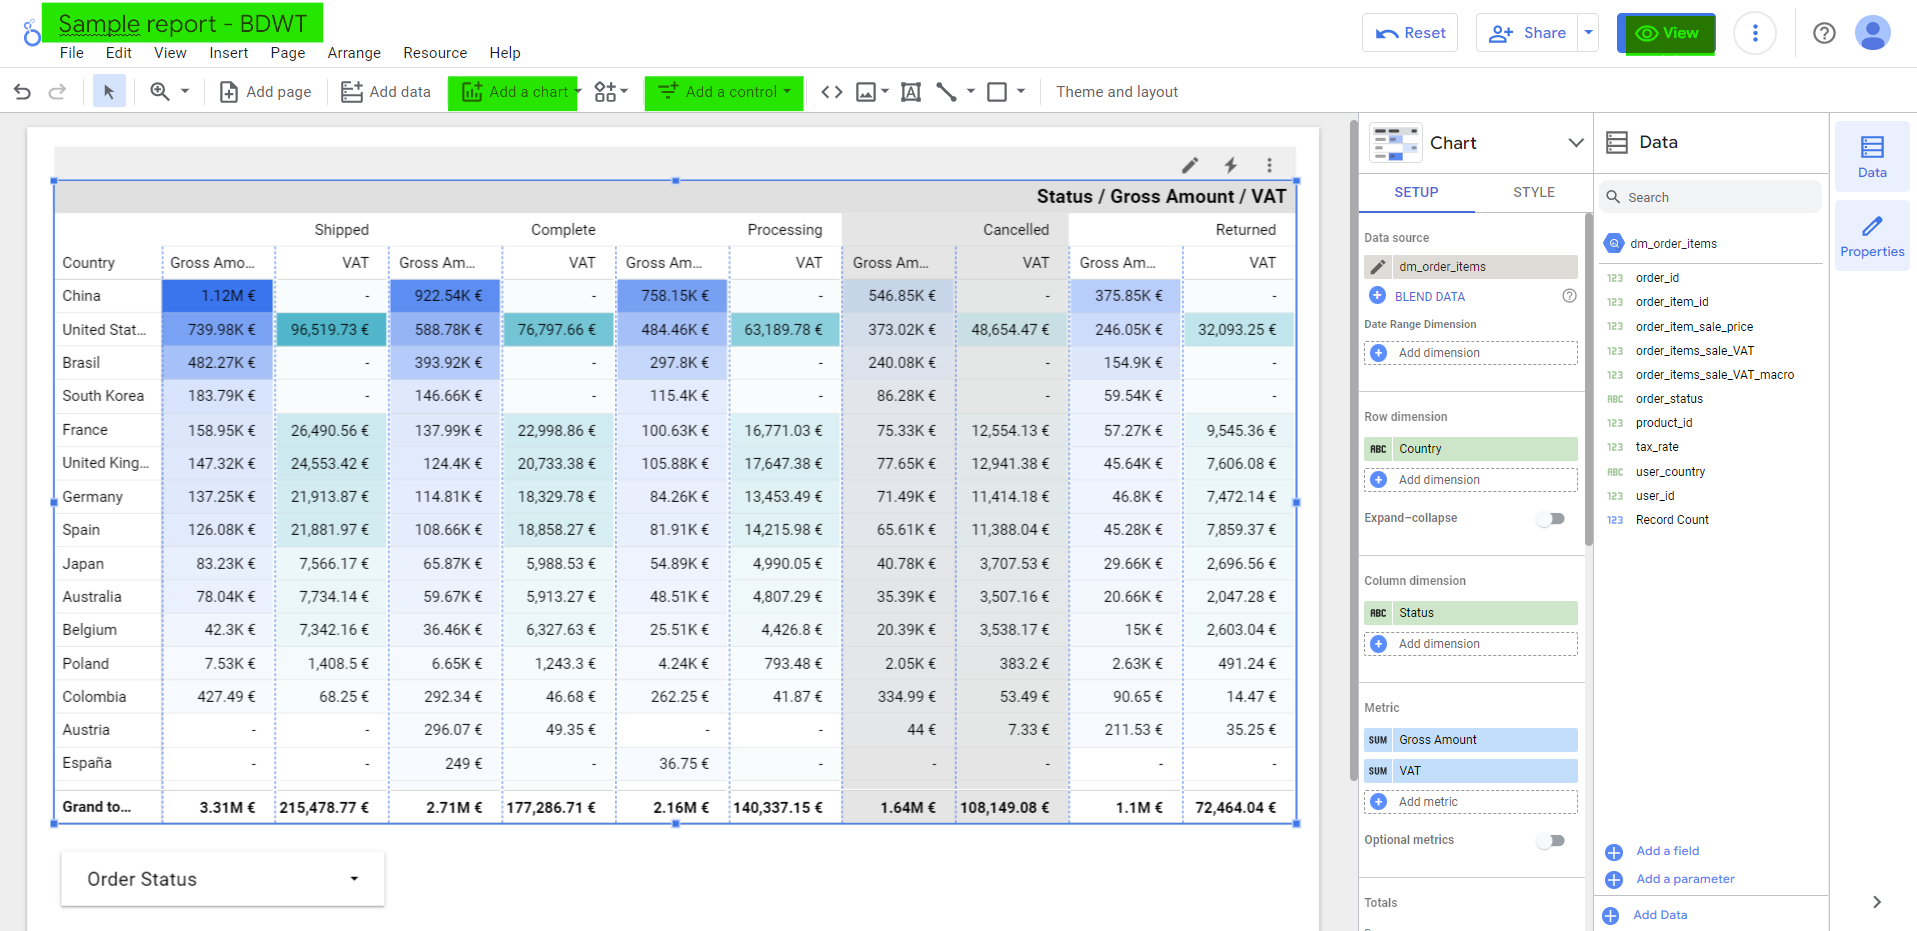 Sample report - BDWT
File Edit View Insert Page Arrange Resource Help
Reset Share View
Add page Add data Add a chart Add a control Theme and layout
Status / Gross Amount / VAT
Shipped Complete Processing Cancelled Returned
Country Gross Amo... VAT Gross Am... VAT Gross Am... VAT Gross Am... VAT Gross Am... VAT
China 1.12M € - 922.54K € - 758.15K € - 546.85K € - 375.85K € -
United Stat... 739.98K € 96,519.73 € 588.78K € 76,797.66 € 484.46K € 63,189.78 € 373.02K € 48,654.47 € 246.05K € 32,093.25 €
Brasil 482.27K € - 393.92K € - 297.8K € - 240.08K € - 154.9K € -
South Korea 183.79K € - 146.66K € - 115.4K € - 86.28K € - 59.54K € -
France 158.95K € 26,490.56 € 137.99K € 22,998.86 € 100.63K € 16,771.03 € 75.33K € 12,554.13 € 57.27K € 9,545.36 €
United King... 147.32K € 24,553.42 € 124.4K € 20,733.38 € 105.88K € 17,647.38 € 77.65K € 12,941.38 € 45.64K € 7,606.08 €
Germany 137.25K € 21,913.87 € 114.81K € 18,329.78 € 84.26K € 13,453.49 € 71.49K € 11,414.18 € 46.8K € 7,472.14 €
Spain 126.08K € 21,881.97 € 108.66K € 18,858.27 € 81.91K € 14,215.98 € 65.61K € 11,388.04 € 45.28K € 7,859.37 €
Japan 83.23K € 7,566.17 € 65.87K € 5,988.53 € 54.89K € 4,990.05 € 40.78K € 3,707.53 € 29.66K € 2,696.56 €
Australia 78.04K € 7,734.14 € 59.67K € 5,913.27 € 48.51K € 4,807.29 € 35.39K € 3,507.16 € 20.66K € 2,047.28 €
Belgium 42.3K € 7,342.16 € 36.46K € 6,327.63 € 25.51K € 4,426.8 € 20.39K € 3,538.17 € 15K € 2,603.04 €
Poland 7.53K € 1,408.5 € 6.65K € 1,243.3 € 4.24K € 793.48 € 2.05K € 383.2 € 2.63K € 491.24 €
Colombia 427.49 € 68.25 € 292.34 € 46.68 € 262.25 € 41.87 € 334.99 € 53.49 € 90.65 € 14.47 €
Austria - - 296.07 € 49.35 € - - 44 € 7.33 € 211.53 € 35.25 €
España - - 249 € - 36.75 € - - - - -
Grand to... 3.31M € 215,478.77 € 2.71M € 177,286.71 € 2.16M € 140,337.15 € 1.64M € 108,149.08 € 1.1M € 72,464.04 €
Order Status
Chart
SETUP STYLE
Data source
dm_order_items
BLEND DATA
Date Range Dimension
Add dimension
Row dimension
ABC Country
Add dimension
Expand–collapse
Column dimension
ABC Status
Add dimension
Metric
SUM Gross Amount
SUM VAT
Add metric
Optional metrics
Totals
Data
Search
dm_order_items
123 order_id
123 order_item_id
123 order_item_sale_price
123 order_items_sale_VAT
123 order_items_sale_VAT_macro
ABC order_status
123 product_id
123 tax_rate
ABC user_country
123 user_id
123 Record Count
Add a field
Add a parameter
Add Data
Data
Properties